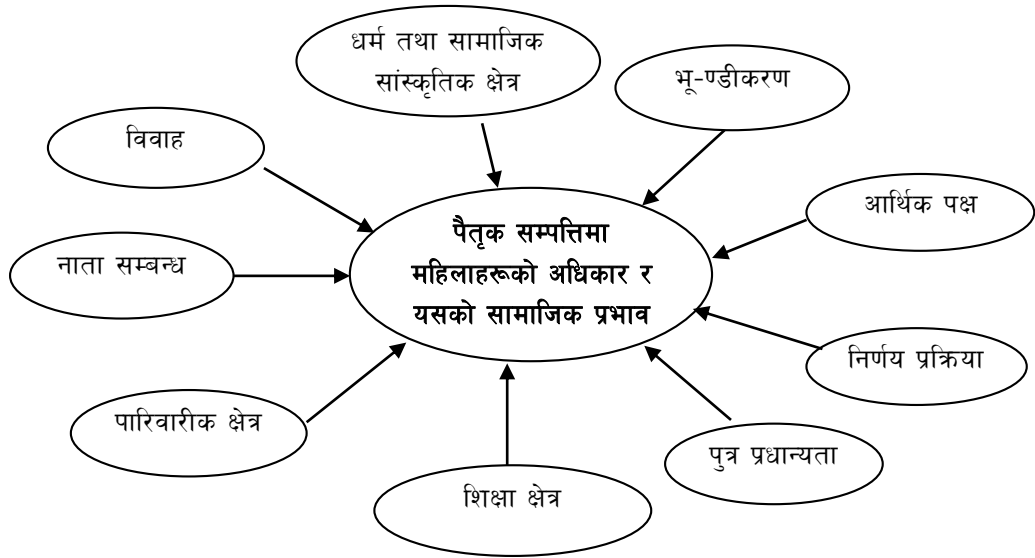 धर्म तथा सामाजिक
सांस्कृतिक क्षेत्र
भू-ण्डीकरण
विवाह
आर्थिक पक्ष
पैतृक सम्पत्तिमा
महिलाहरूको अधिकार र
यसको सामाजिक प्रभाव
नाता सम्बन्ध
निर्णय प्रक्रिया
पारिवारीक क्षेत्र
पुत्र प्रधान्यता
शिक्षा क्षेत्र